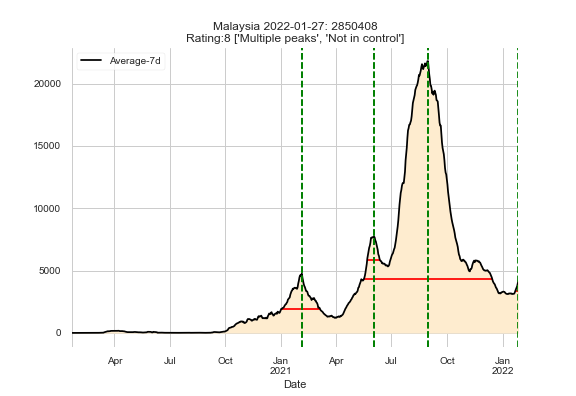 Malaysia 2022-01-27: 2850408
Rating:8 ['Multiple peaks', 'Not in control']
Average-7d
20000
15000
10000
5000
0
Apr Jul Oct Jan Apr Jul Oct Jan
2021 2022
Date